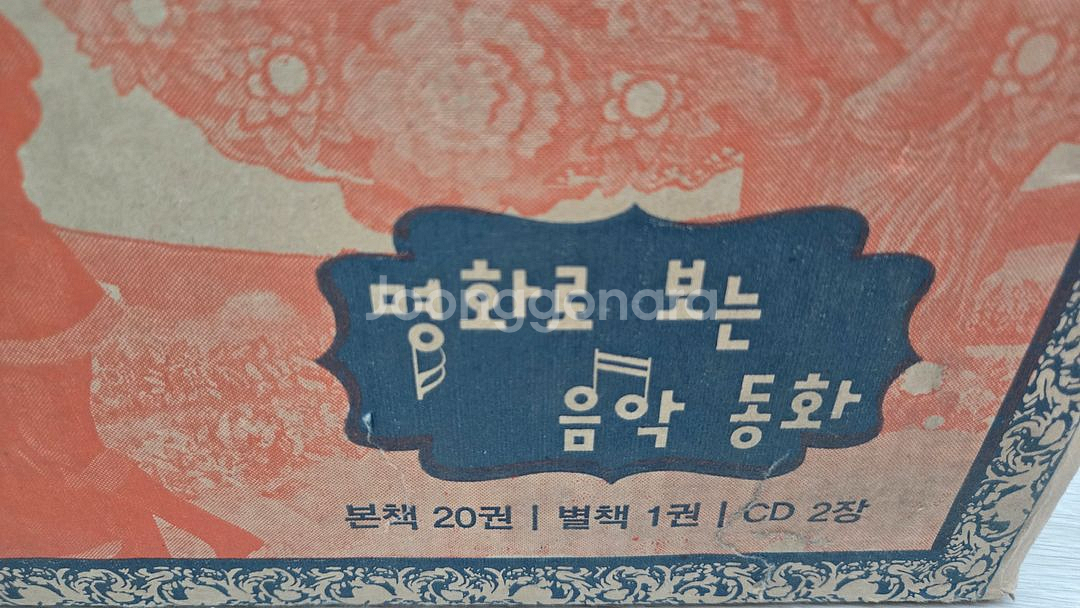 명화로 보는
음악 동화
본책 20권 | 별책 1권 | CD 2장
Joonggonara